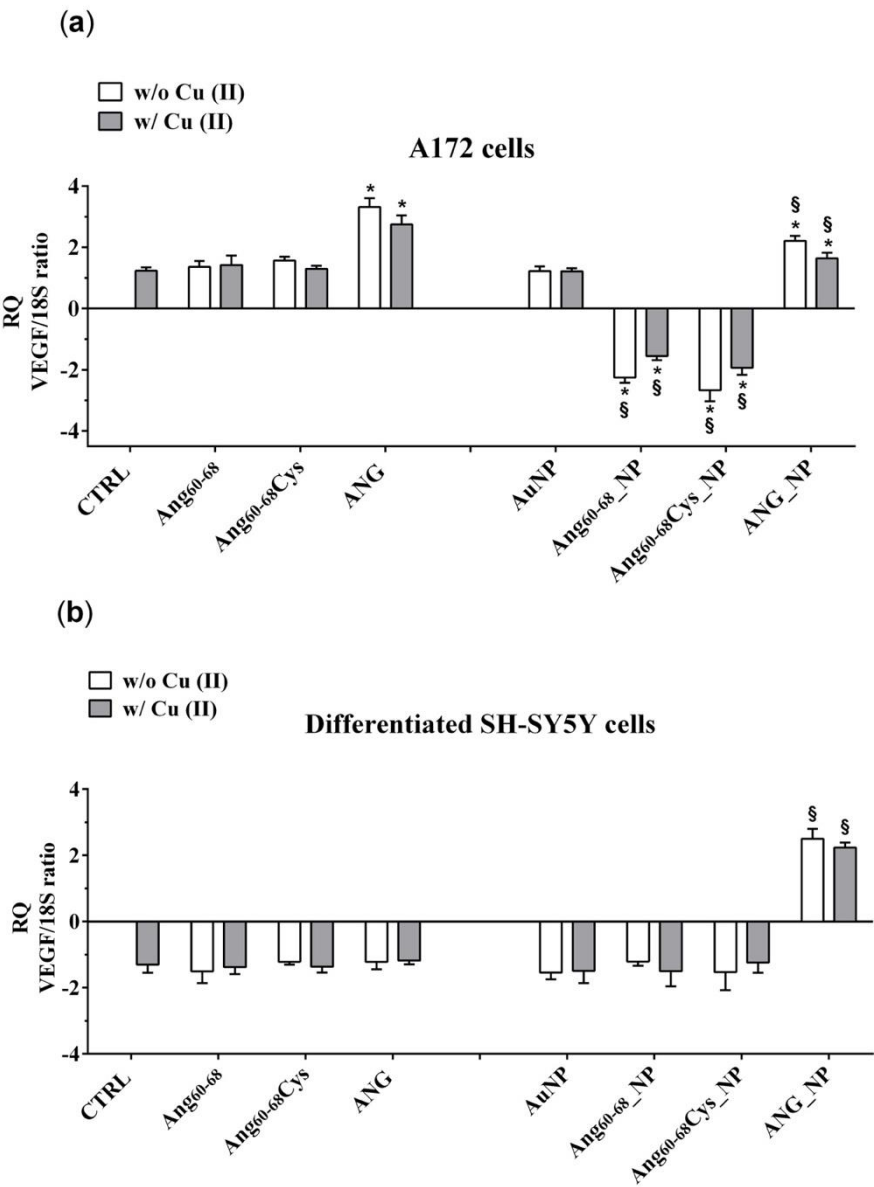 (a)
w/o Cu (II)
w/ Cu (II)
A172 cells
RQ
VEGF/18S ratio
4
2
0
-2
-4
* * § * § *
* § * § * § * §
CTRL
Ang60-68
Ang60-68Cys
ANG
AuNP
Ang60-68_NP
Ang60-68Cys_NP
ANG_NP
(b)
w/o Cu (II)
w/ Cu (II)
Differentiated SH-SY5Y cells
RQ
VEGF/18S ratio
4
2
0
-2
-4
§ §
CTRL
Ang60-68
Ang60-68Cys
ANG
AuNP
Ang60-68_NP
Ang60-68Cys_NP
ANG_NP